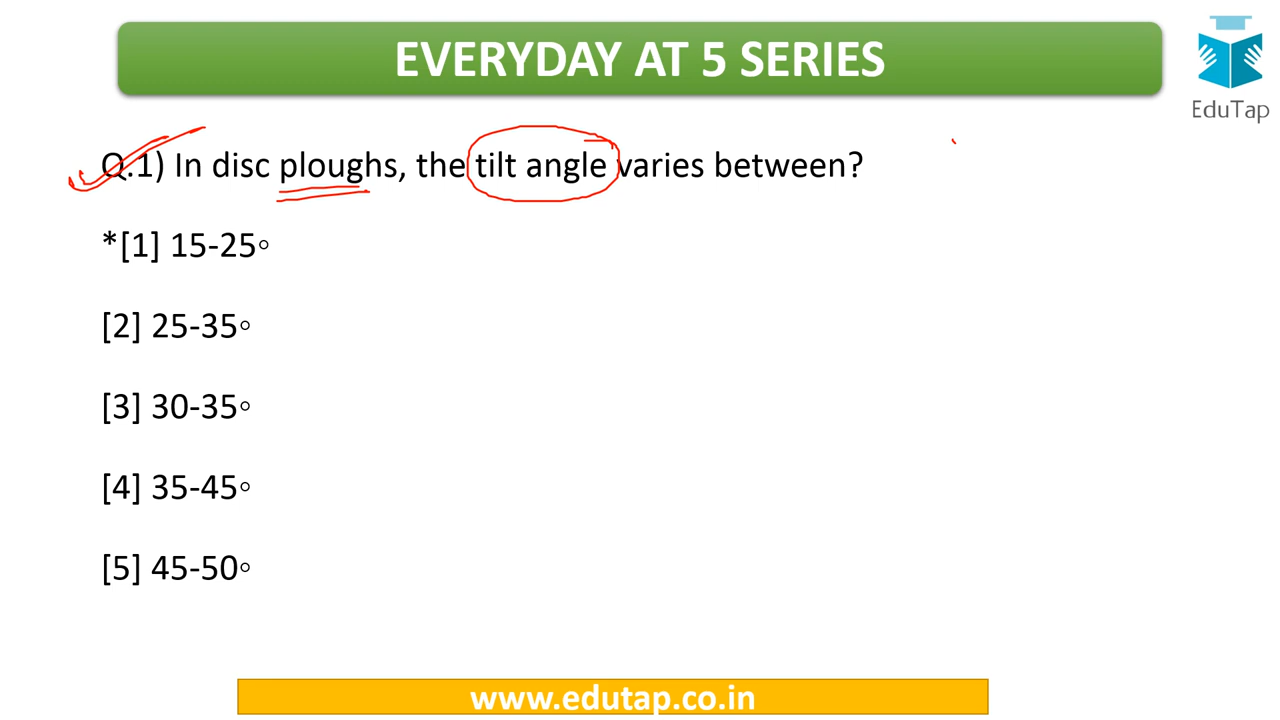 EVERYDAY AT 5 SERIES
EduTap
Q.1) In disc ploughs, the tilt angle varies between?
*[1] 15-25°
[2] 25-35°
[3] 30-35°
[4] 35-45°
[5] 45-50°
www.edutap.co.in